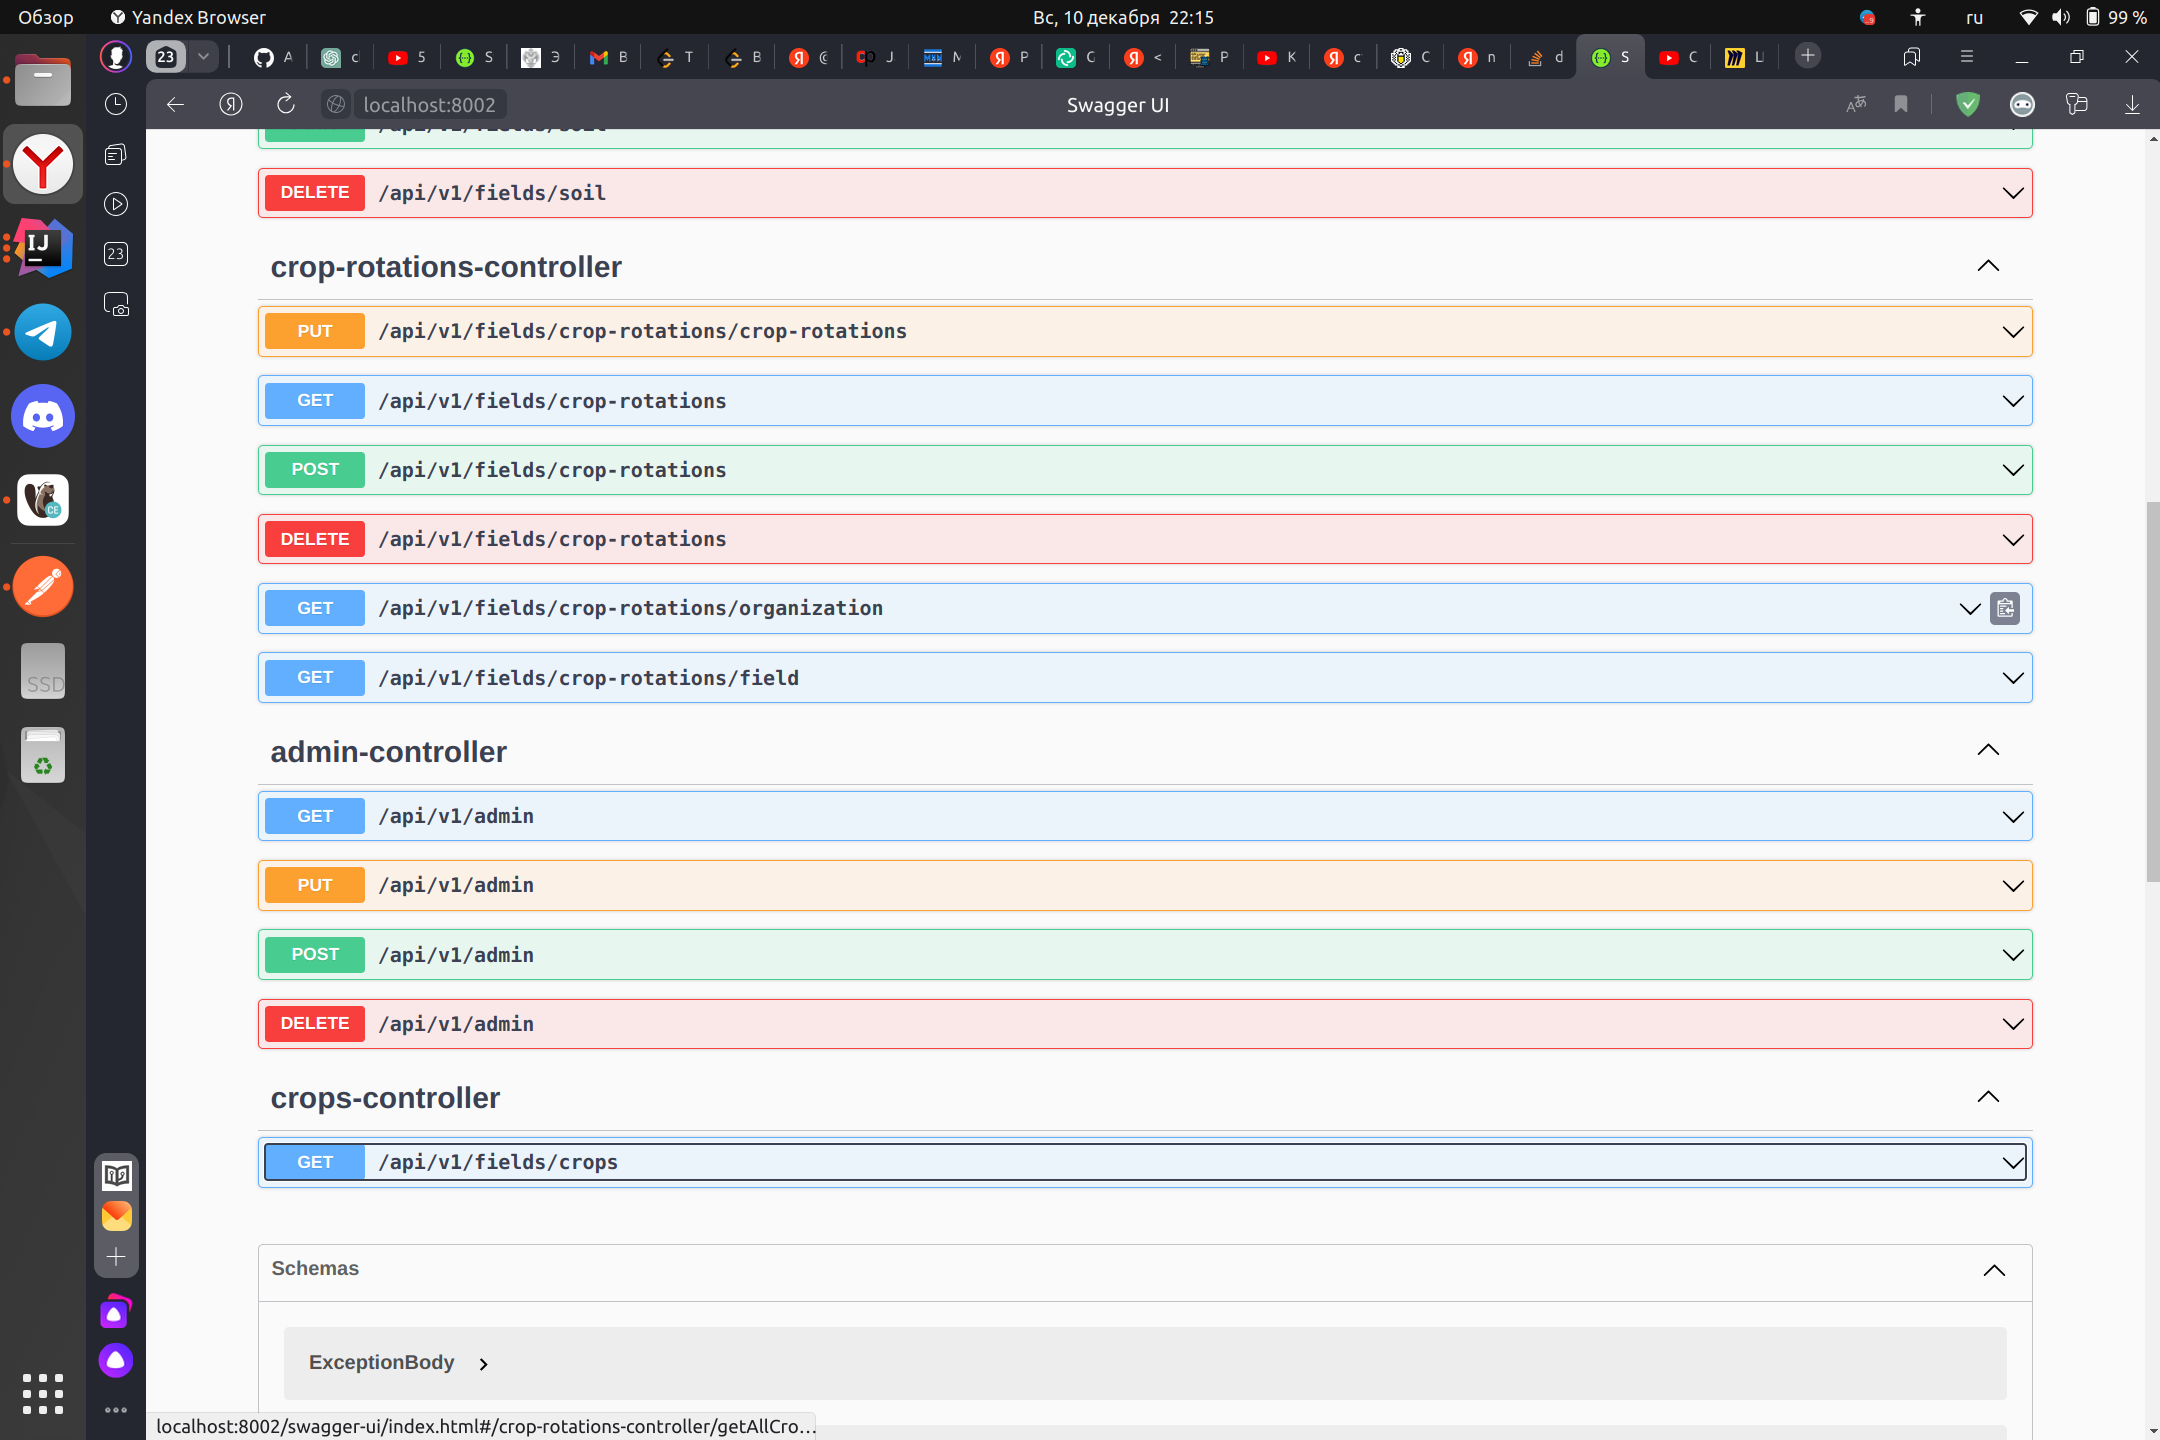 Обзор
Yandex Browser
Вс, 10 декабря 22:15
ru
99 %
23
localhost:8002
Swagger UI
23
DELETE /api/v1/fields/soil
crop-rotations-controller
PUT /api/v1/fields/crop-rotations/crop-rotations
GET /api/v1/fields/crop-rotations
POST /api/v1/fields/crop-rotations
DELETE /api/v1/fields/crop-rotations
GET /api/v1/fields/crop-rotations/organization
GET /api/v1/fields/crop-rotations/field
admin-controller
GET /api/v1/admin
PUT /api/v1/admin
POST /api/v1/admin
DELETE /api/v1/admin
crops-controller
GET /api/v1/fields/crops
Schemas
ExceptionBody
localhost:8002/swagger-ui/index.html#/crop-rotations-controller/getAllCro...
IJ
CE
SSD